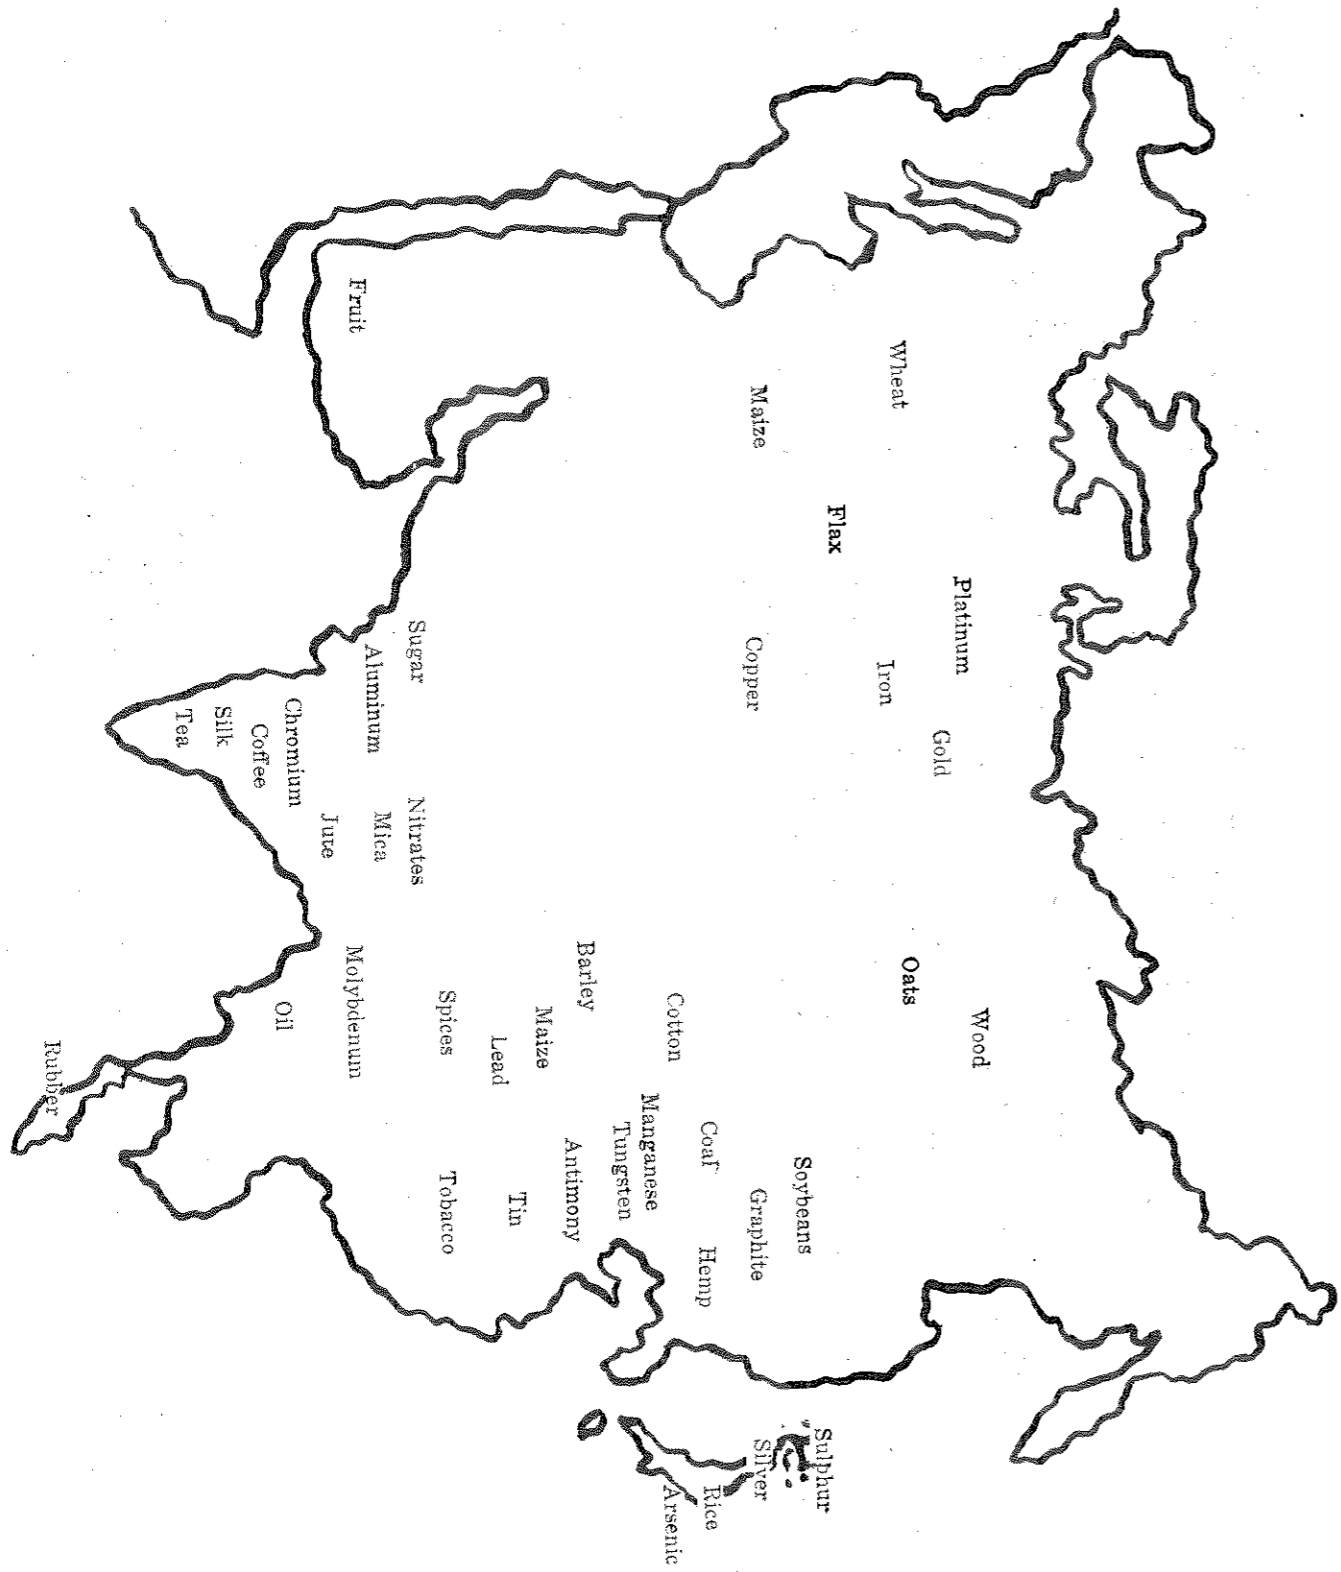 Wood
Platinum
Gold
Oats
Wheat
Iron
Flax
Sulphur
Soybeans
Maize
Copper
Graphite
Silver
Coal
Hemp
Rice
Cotton
Arsenic
Manganese
Tungsten
Barley
Antimony
Maize
Tin
Lead
Spices
Tobacco
Sugar
Nitrates
Aluminum
Mica
Fruit
Molybdenum
Jute
Chromium
Oil
Coffee
Silk
Tea
Rubber